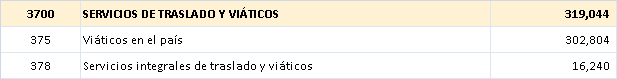 3700 SERVICIOS DE TRASLADO Y VIÁTICOS 319,044
375 Viáticos en el país 302,804
378 Servicios integrales de traslado y viáticos 16,240